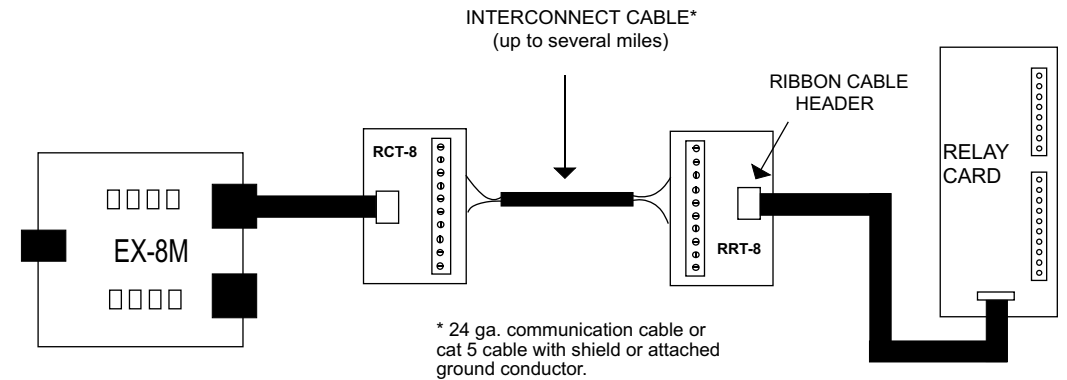 INTERCONNECT CABLE*
(up to several miles)
RIBBON CABLE
HEADER
RCT-8
RELAY
CARD
EX-8M
RRT-8
* 24 ga. communication cable or
cat 5 cable with shield or attached
ground conductor.